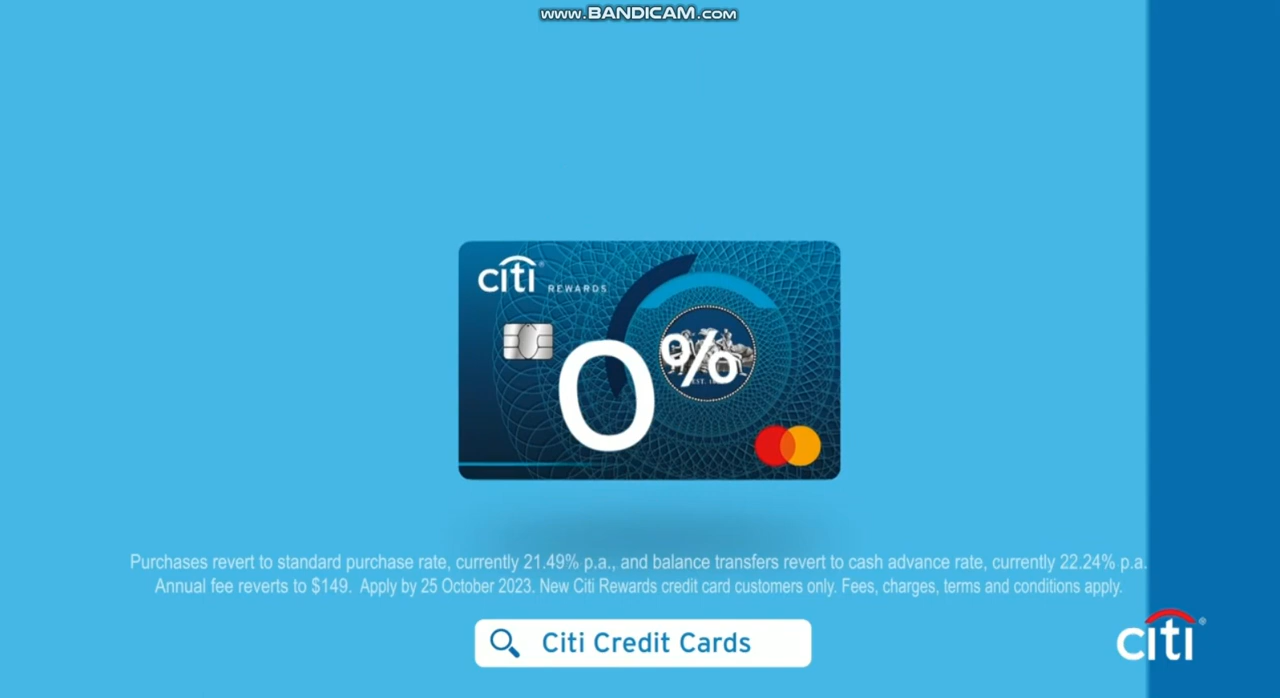 www.BANDICAM.com
citi® REWARDS
0%
EST. 
Purchases revert to standard purchase rate, currently 21.49% p.a., and balance transfers revert to cash advance rate, currently 22.24% p.a.
Annual fee reverts to $149. Apply by 25 October 2023. New Citi Rewards credit card customers only. Fees, charges, terms and conditions apply.
Citi Credit Cards
citi®